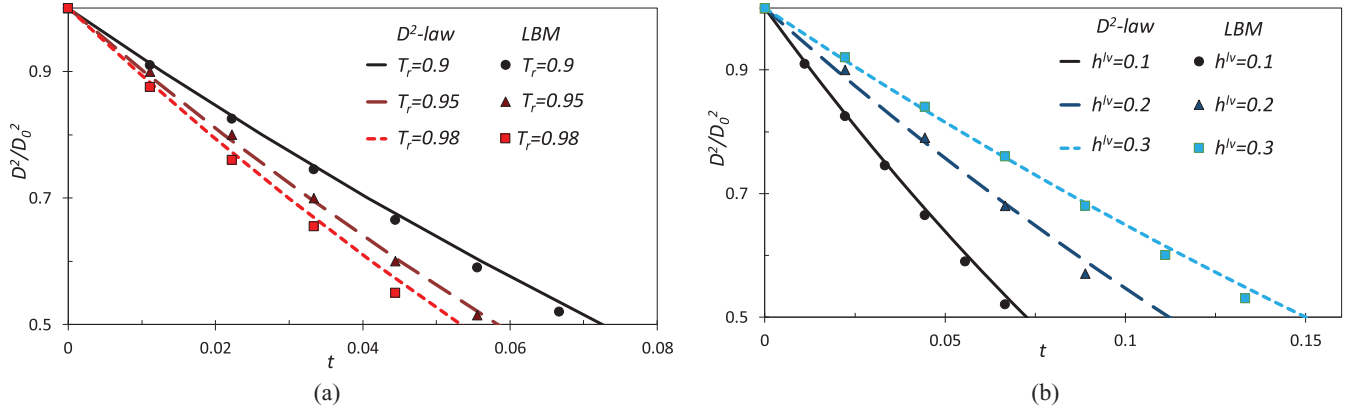 D²-law LBM
Tr=0.9 Tr=0.9
Tr=0.95 Tr=0.95
Tr=0.98 Tr=0.98
0.9
0.7
0.5
D²/D₀²
0 0.02 0.04 0.06 0.08
t
(a)
D²-law LBM
hˡᵛ=0.1 hˡᵛ=0.1
hˡᵛ=0.2 hˡᵛ=0.2
hˡᵛ=0.3 hˡᵛ=0.3
0.9
0.7
0.5
D²/D₀²
0 0.05 0.1 0.15
t
(b)